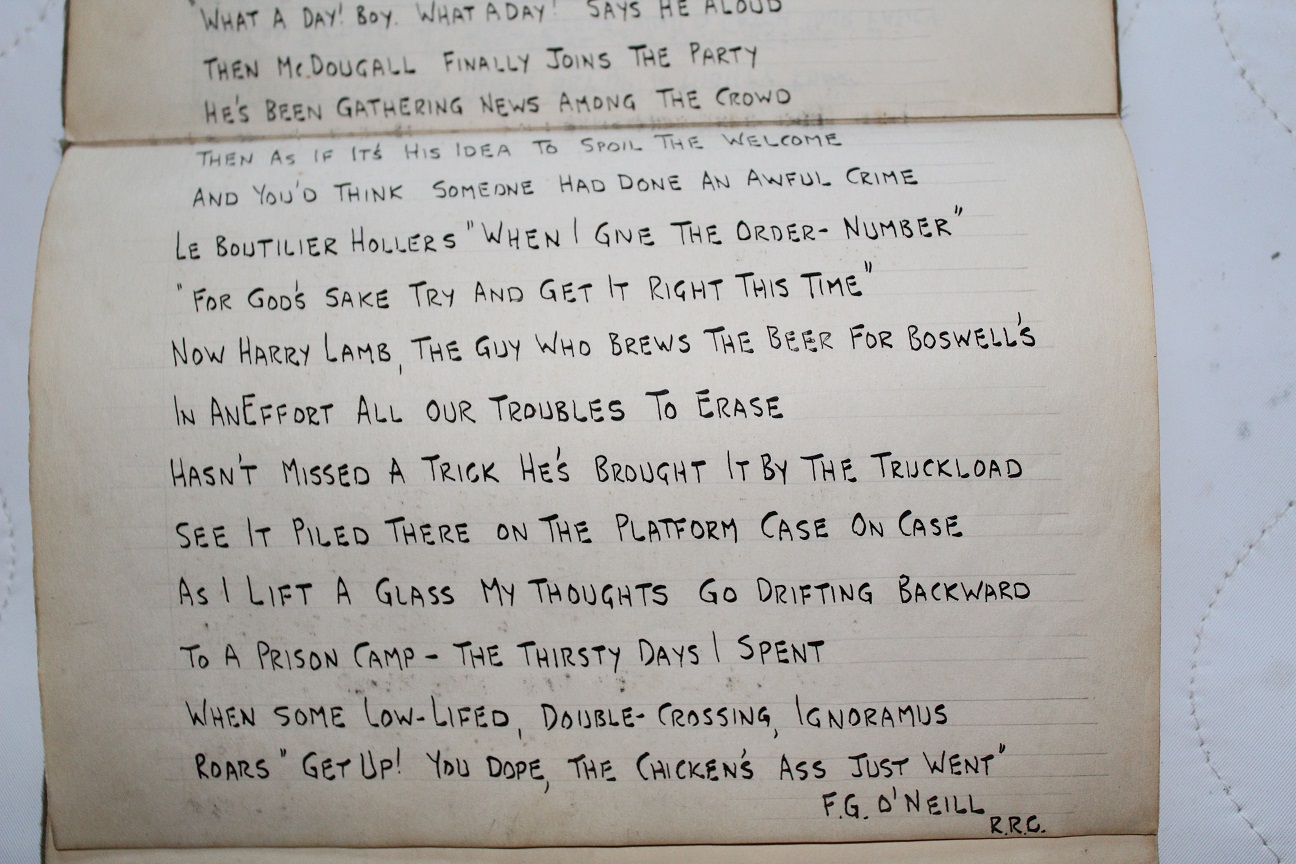 "WHAT A DAY! BOY. WHAT A DAY! SAYS HE ALOUD
THEN Mc.DOUGALL FINALLY JOINS THE PARTY
HE'S BEEN GATHERING NEWS AMONG THE CROWD
THEN AS IF IT'S HIS IDEA TO SPOIL THE WELCOME
AND YOU'D THINK SOMEONE HAD DONE AN AWFUL CRIME
LE BOUTILIER HOLLERS "WHEN I GIVE THE ORDER- NUMBER"
"FOR GOD'S SAKE TRY AND GET IT RIGHT THIS TIME"
NOW HARRY LAMB, THE GUY WHO BREWS THE BEER FOR BOSWELL'S
IN AN EFFORT ALL OUR TROUBLES TO ERASE
HASN'T MISSED A TRICK HE'S BROUGHT IT BY THE TRUCKLOAD
SEE IT PILED THERE ON THE PLATFORM CASE ON CASE
AS I LIFT A GLASS MY THOUGHTS GO DRIFTING BACKWARD
TO A PRISON CAMP - THE THIRSTY DAYS I SPENT
WHEN SOME LOW-LIFED, DOUBLE-CROSSING, IGNORAMUS
ROARS "GET UP! YOU DOPE, THE CHICKEN'S ASS JUST WENT"
F.G. O'NEILL
R.R.C.